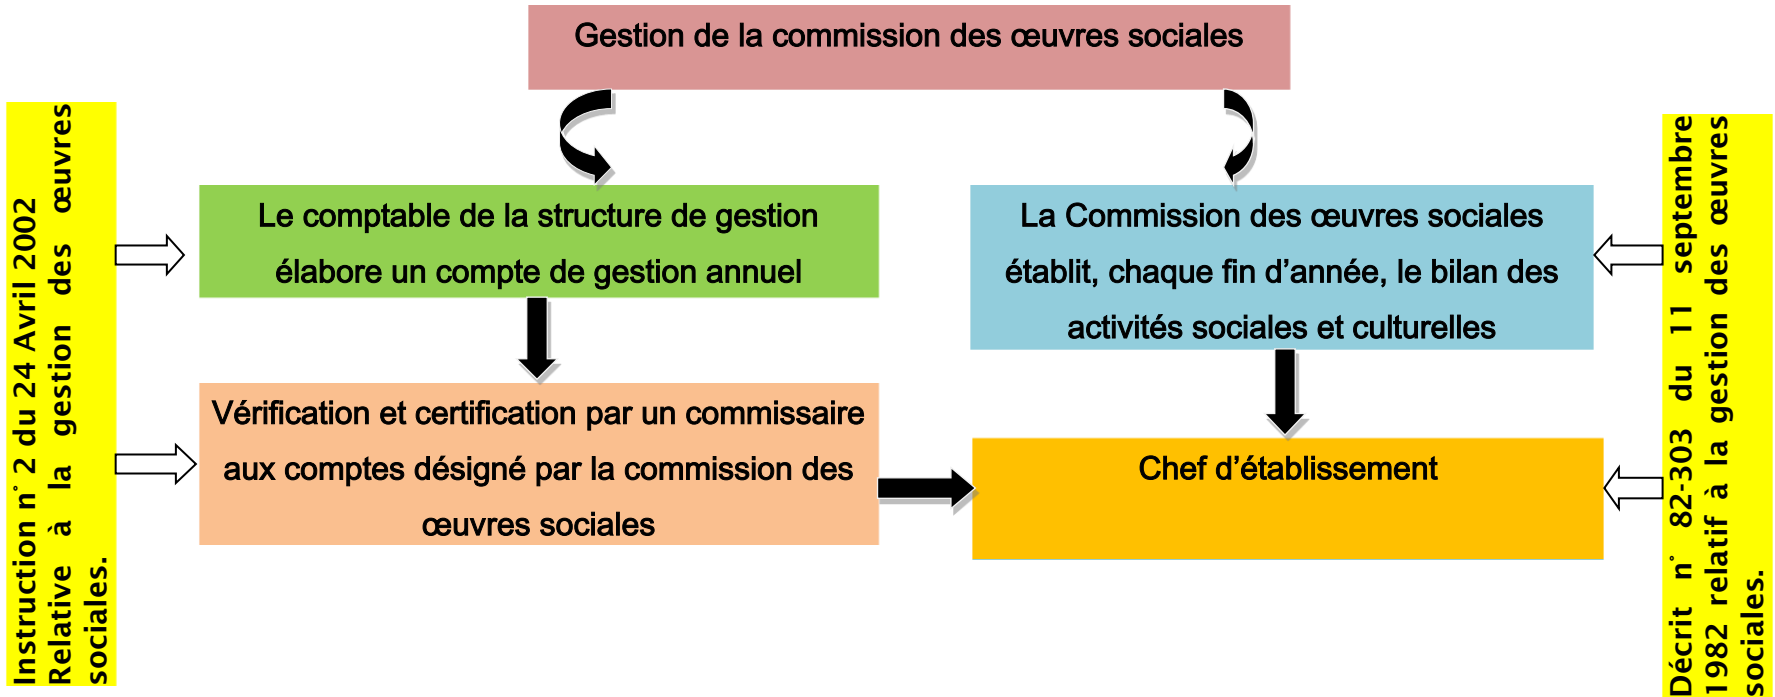 Gestion de la commission des œuvres sociales
Instruction n° 2 du 24 Avril 2002
Relative à la gestion des œuvres
sociales.
Le comptable de la structure de gestion
élabore un compte de gestion annuel
La Commission des œuvres sociales
établit, chaque fin d’année, le bilan des
activités sociales et culturelles
Vérification et certification par un commissaire
aux comptes désigné par la commission des
œuvres sociales
Chef d’établissement
Décrit n° 82-303 du 11 septembre
1982 relatif à la gestion des œuvres
sociales.